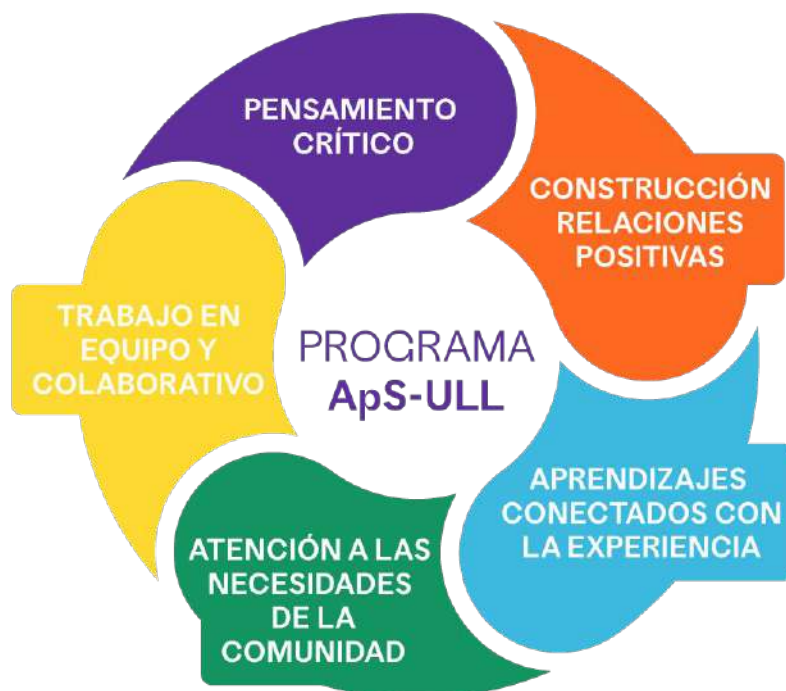 PENSAMIENTO
CRÍTICO
CONSTRUCCIÓN
RELACIONES
POSITIVAS
APRENDIZAJES
CONECTADOS CON
LA EXPERIENCIA
ATENCIÓN A LAS
NECESIDADES
DE LA
COMUNIDAD
TRABAJO EN
EQUIPO Y
COLABORATIVO
PROGRAMA
ApS-ULL